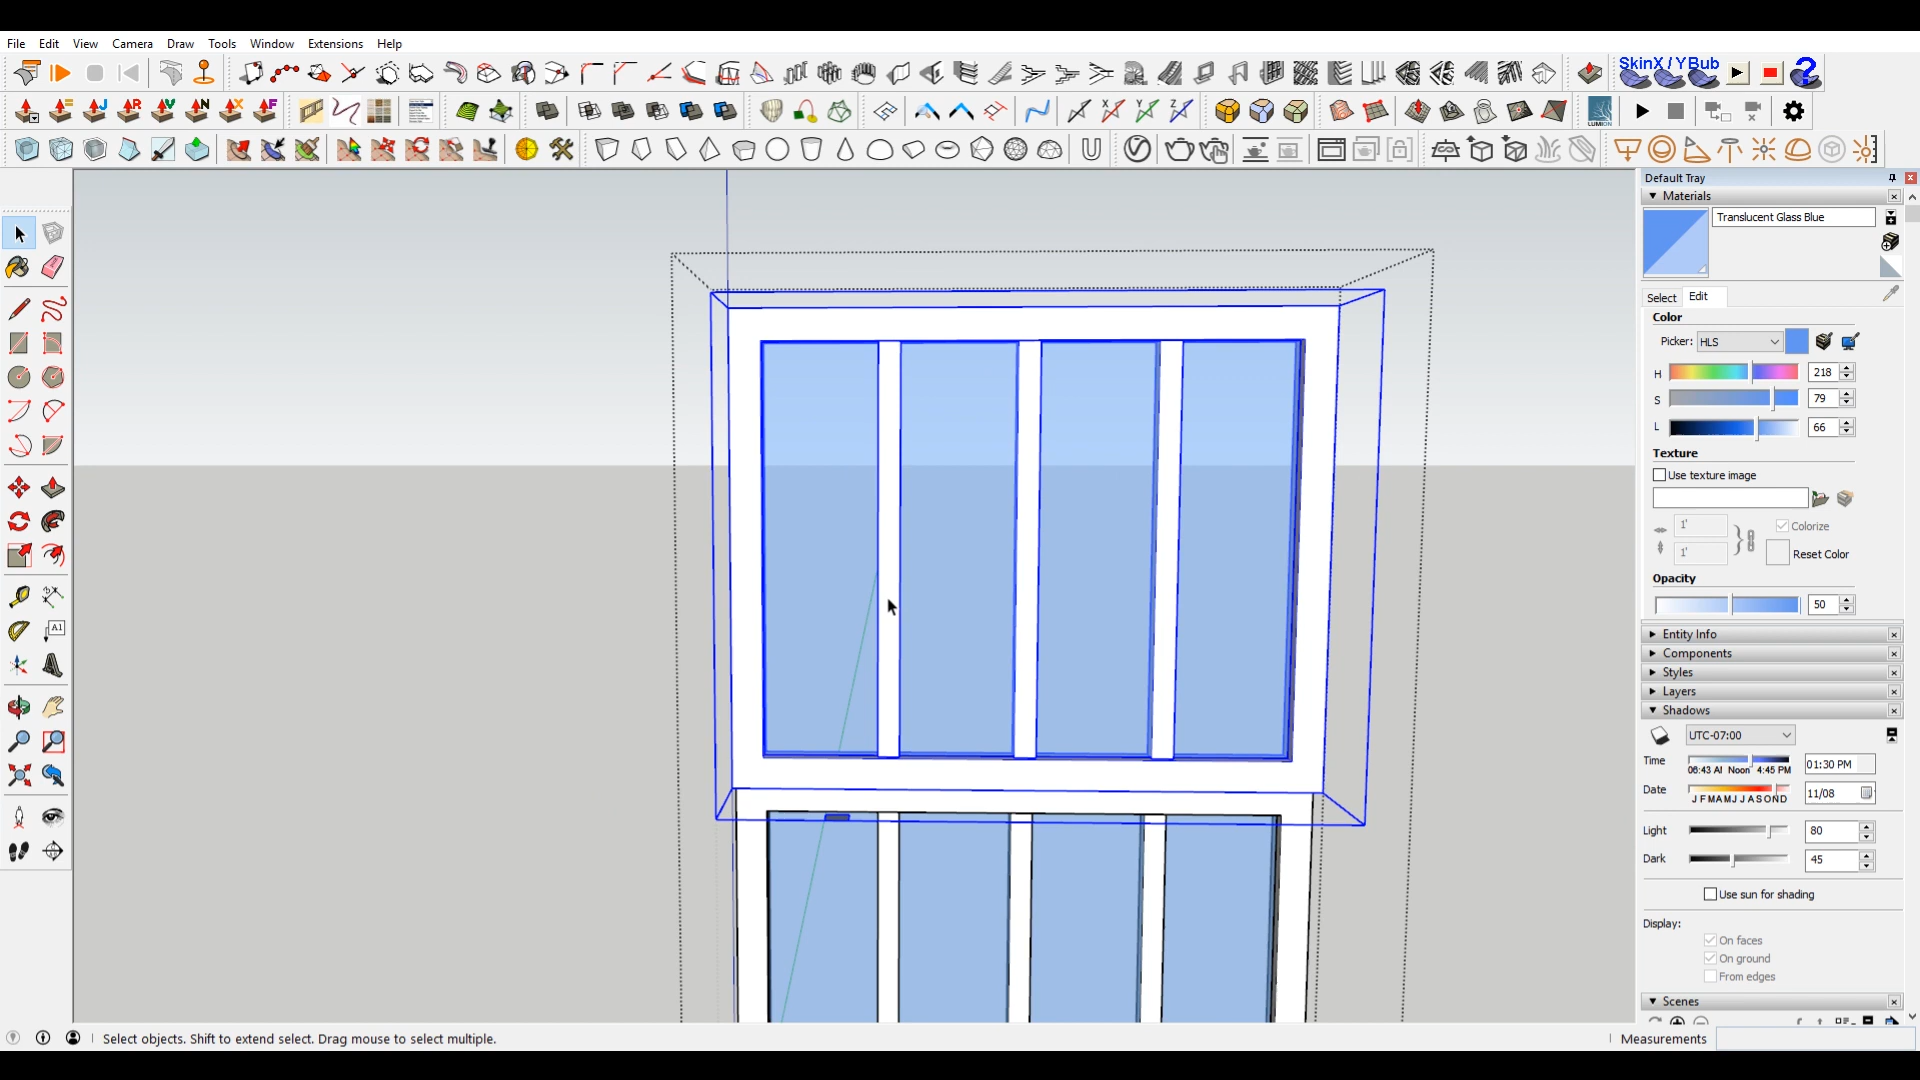 File Edit View Camera Draw Tools Window Extensions Help
SkinX / YBub
LUMION
Default Tray
Materials
Translucent Glass Blue
Select Edit
Color
Picker: HLS
H 218
S 79
L 66
Texture
Use texture image
1' Colorize
1' Reset Color
Opacity
50
Entity Info
Components
Styles
Layers
Shadows
UTC-07:00
Time 06:43 AM Noon 4:45 PM 01:30 PM
Date J F M A M J J A S O N D 11/08
Light 80
Dark 45
Use sun for shading
Display:
On faces
On ground
From edges
Scenes
Select objects. Shift to extend select. Drag mouse to select multiple.
Measurements